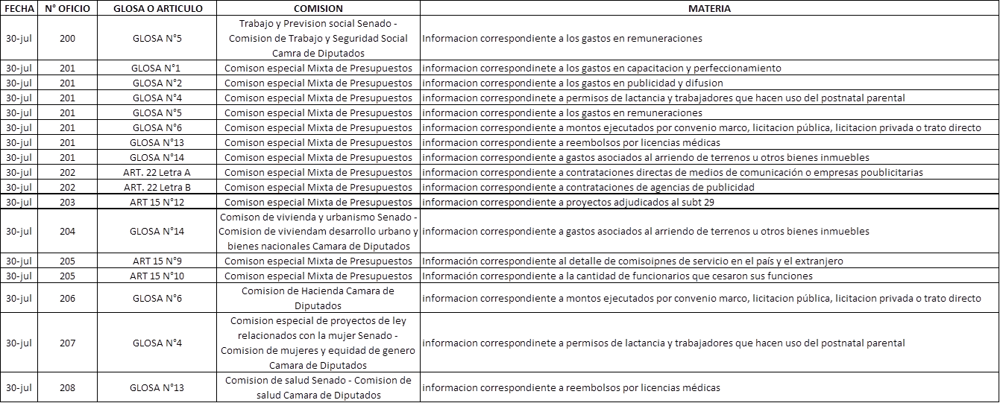 FECHA N° OFICIO GLOSA O ARTICULO COMISION MATERIA
30-jul 200 GLOSA N°5 Trabajo y Prevision social Senado -
Comision de Trabajo y Seguridad Social
Camra de Diputados Informacion correspondiente a los gastos en remuneraciones
30-jul 201 GLOSA N°1 Comison especial Mixta de Presupuestos informacion correspondinete a los gastos en capacitacion y perfeccionamiento
30-jul 201 GLOSA N°2 Comison especial Mixta de Presupuestos informacion correspondiente a los gastos en publicidad y difusion
30-jul 201 GLOSA N°4 Comison especial Mixta de Presupuestos informacion correspondinete a permisos de lactancia y trabajadores que hacen uso del postnatal parental
30-jul 201 GLOSA N°5 Comison especial Mixta de Presupuestos informacion correspondiente a los gastos en remuneraciones
30-jul 201 GLOSA N°6 Comison especial Mixta de Presupuestos informacion correspondiente a montos ejecutados por convenio marco, licitacion pública, licitacion privada o trato directo
30-jul 201 GLOSA N°13 Comison especial Mixta de Presupuestos informacion correspondiente a reembolsos por licencias médicas
30-jul 201 GLOSA N°14 Comison especial Mixta de Presupuestos informacion correspondiente a gastos asociados al arriendo de terrenos u otros bienes inmuebles
30-jul 202 ART. 22 Letra A Comison especial Mixta de Presupuestos informacion correspondiente a contrataciones directas de medios de comunicación o empresas poublicitarias
30-jul 202 ART. 22 Letra B Comison especial Mixta de Presupuestos informacion correspondiente a contrataciones de agencias de publicidad
30-jul 203 ART 15 N°12 Comison especial Mixta de Presupuestos informacion correspondiente a proyectos adjudicados al subt 29
30-jul 204 GLOSA N°14 Comison de vivienda y urbanismo Senado -
Comision de viviendam desarrollo urbano y
bienes nacionales Camara de Diputados informacion correspondiente a gastos asociados al arriendo de terrenos u otros bienes inmuebles
30-jul 205 ART 15 N°9 Comison especial Mixta de Presupuestos Información correspondiente al detalle de comisoipnes de servicio en el país y el extranjero
30-jul 205 ART 15 N°10 Comison especial Mixta de Presupuestos Información correspondiente a la cantidad de funcionarios que cesaron sus funciones
30-jul 206 GLOSA N°6 Comision de Hacienda Camara de
Diputados informacion correspondiente a montos ejecutados por convenio marco, licitacion pública, licitacion privada o trato directo
30-jul 207 GLOSA N°4 Comision especial de proyectos de ley
relacionados con la mujer Senado -
Comision de mujeres y equidad de genero
Camara de Diputados informacion correspondinete a permisos de lactancia y trabajadores que hacen uso del postnatal parental
30-jul 208 GLOSA N°13 Comision de salud Senado - Comision de
salud Camara de Diputados informacion correspondiente a reembolsos por licencias médicas